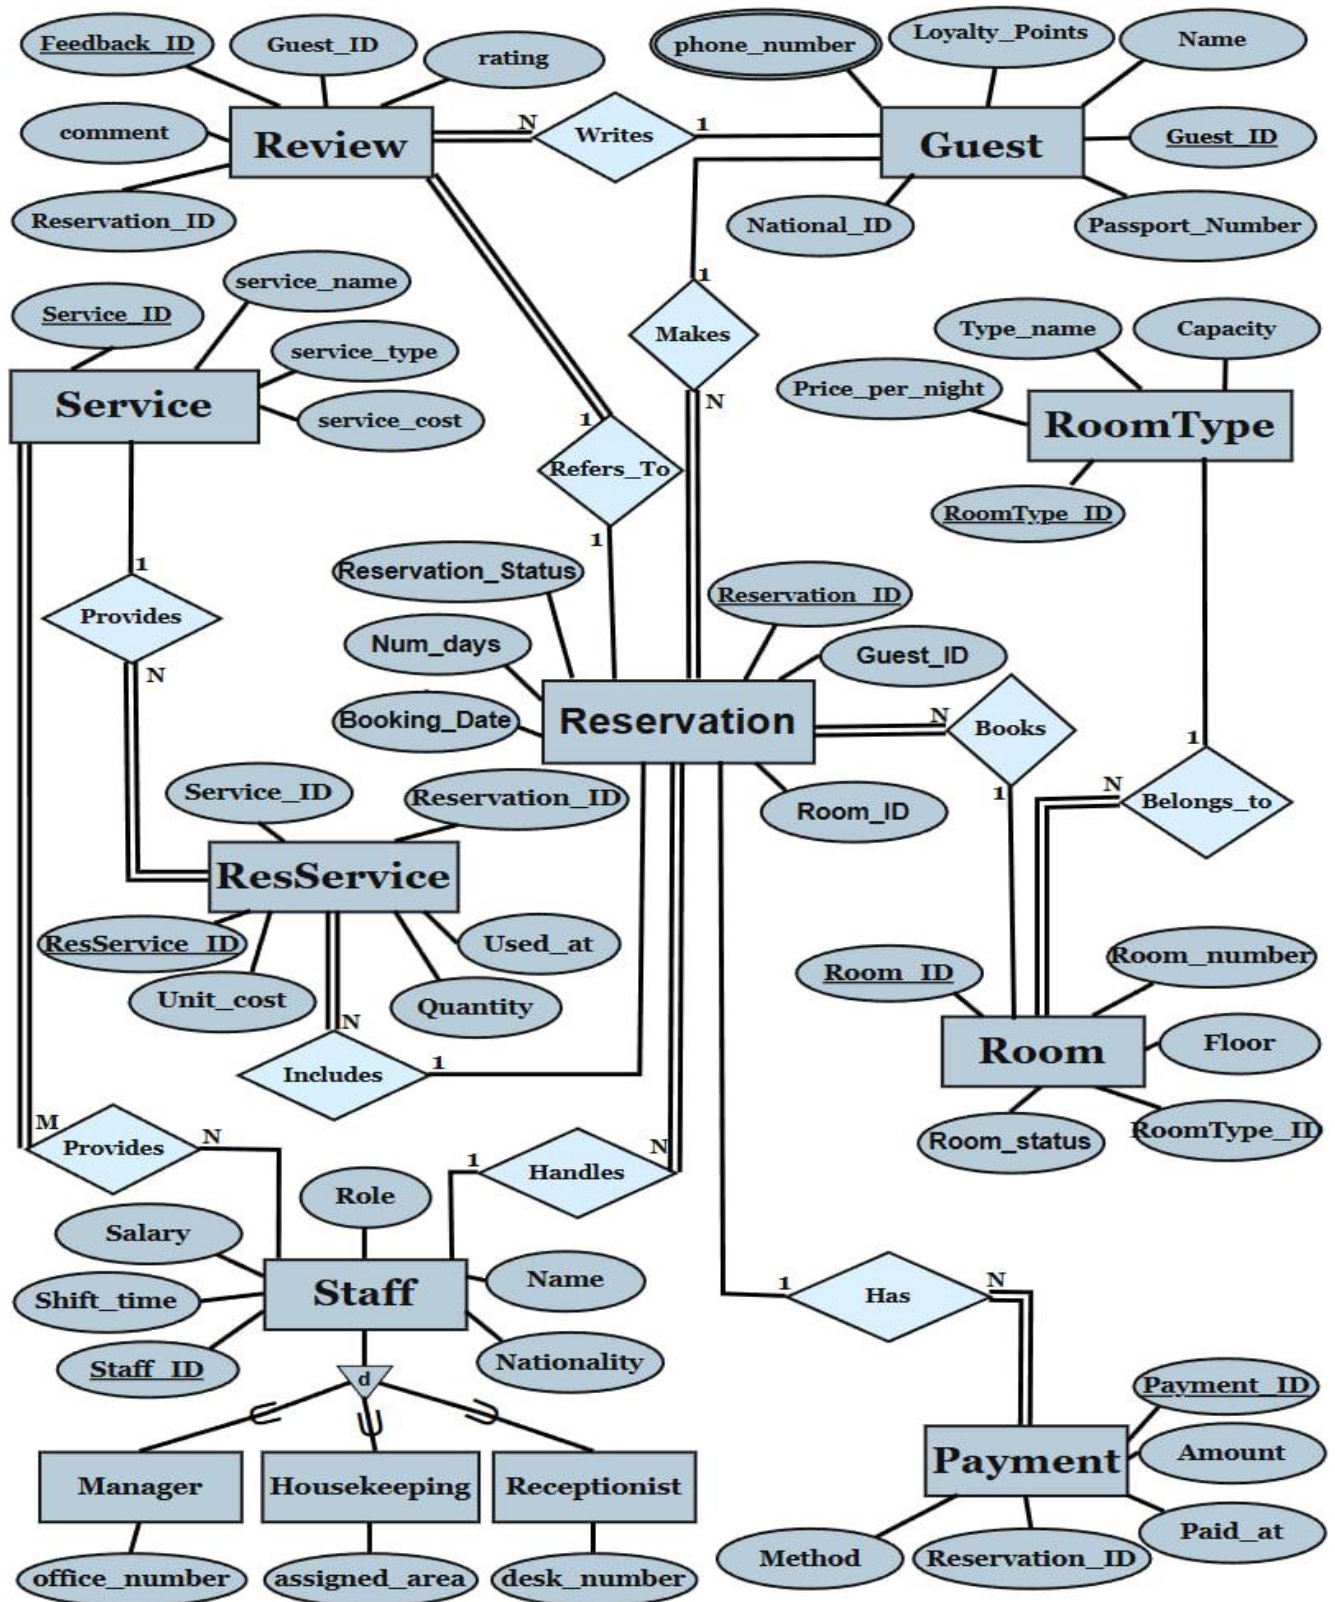 Feedback_ID
Guest_ID
rating
comment
Review
Reservation_ID
N
Writes
1
phone_number
Loyalty_Points
Name
Guest
Guest_ID
National_ID
Passport_Number
Service_ID
service_name
service_type
service_cost
Service
1
Makes
N
Type_name
Capacity
Price_per_night
RoomType
RoomType_ID
1
Refers_To
1
1
Provides
N
Reservation_Status
Num_days
Booking_Date
Reservation_ID
Guest_ID
Reservation
Room_ID
N
Books
1
1
N
Belongs_to
Service_ID
Reservation_ID
ResService
ResService_ID
Unit_cost
Used_at
Quantity
N
Includes
1
Room_ID
Room_number
Room
Floor
Room_status
RoomType_ID
M
Provides
N
1
Handles
N
Role
Salary
Shift_time
Staff_ID
Staff
Name
Nationality
d
1
Has
N
Manager
Housekeeping
Receptionist
office_number
assigned_area
desk_number
Payment_ID
Payment
Amount
Paid_at
Method
Reservation_ID